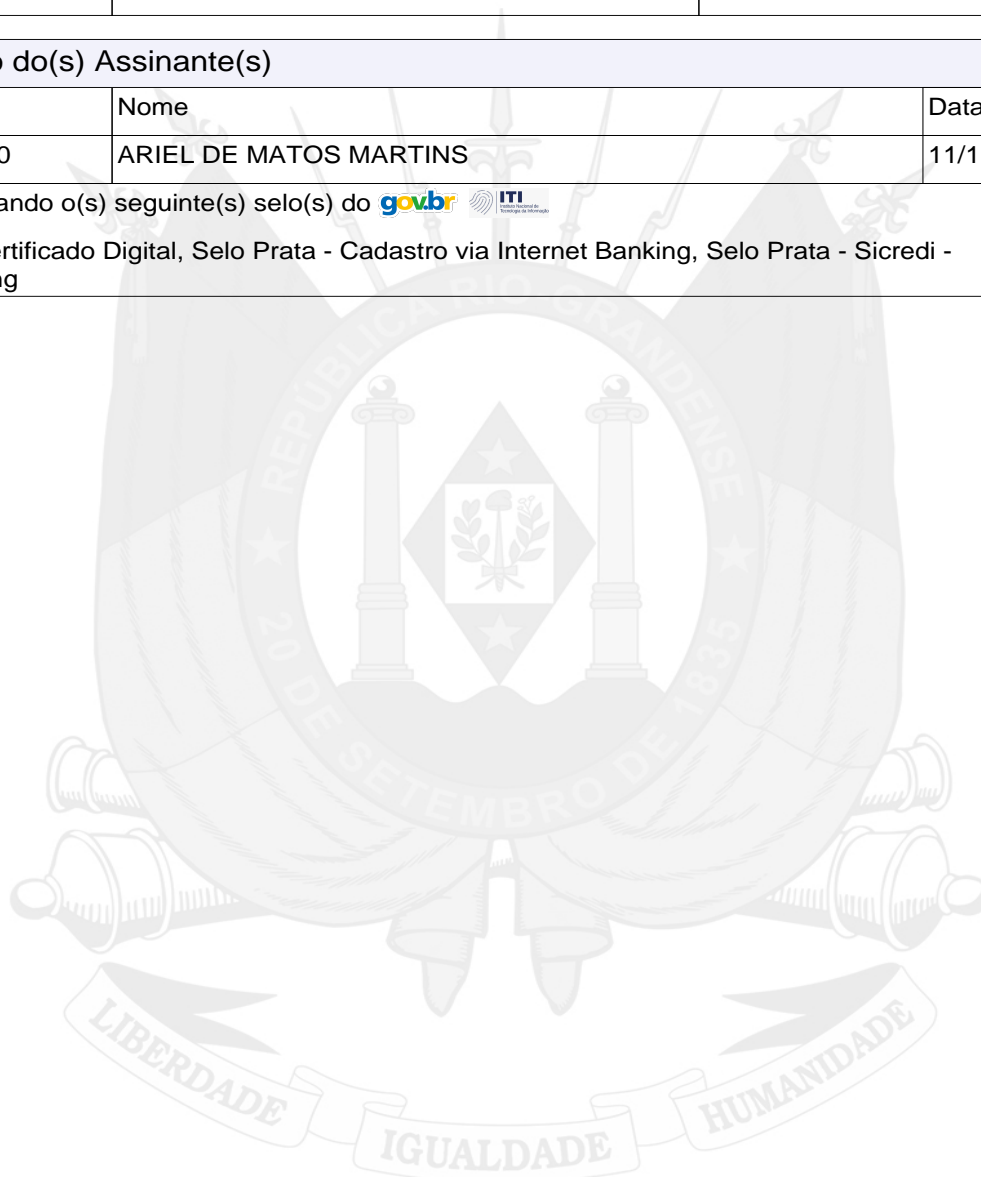 o do(s) Assinante(s)
Nome Data
0 ARIEL DE MATOS MARTINS 11/1
ando o(s) seguinte(s) selo(s) do gov.br ITI
rtificado Digital, Selo Prata - Cadastro via Internet Banking, Selo Prata - Sicredi -
g
REPÚBLICA RIO GRANDENSE
20 DE SETEMBRO DE 1835
LIBERDADE IGUALDADE HUMANIDADE